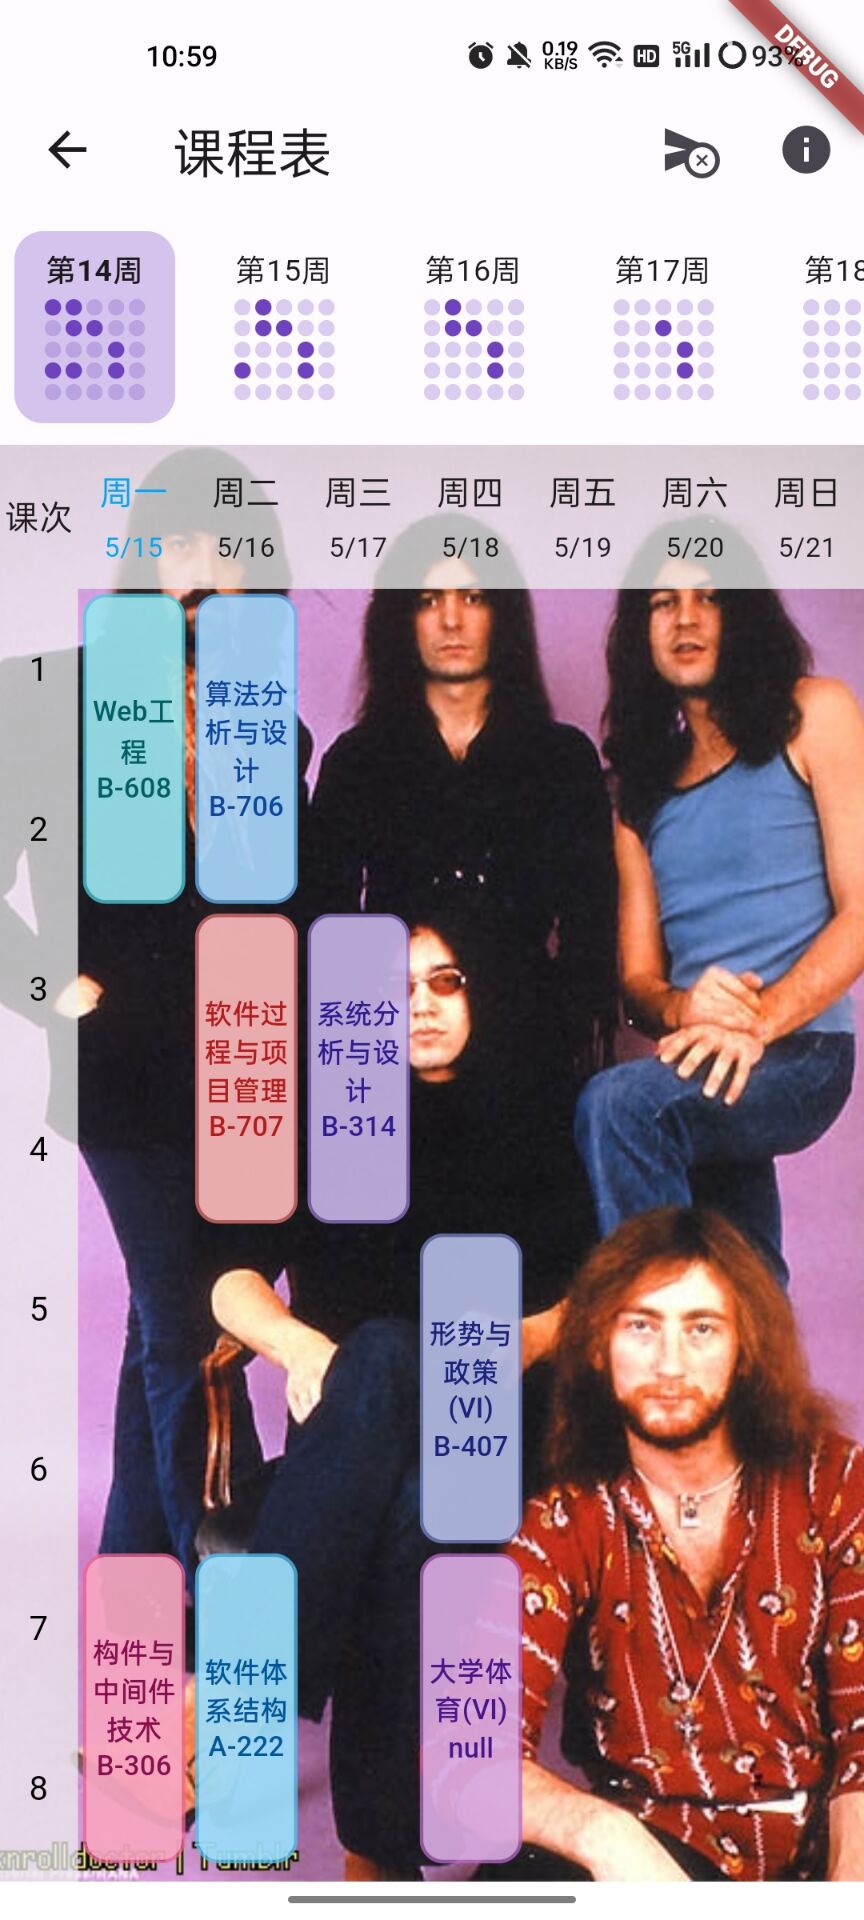 10:59
0.19
KB/S
HD
5G
93%
DEBUG
课程表
第14周
第15周
第16周
第17周
第18
课次
周一
周二
周三
周四
周五
周六
周日
5/15
5/16
5/17
5/18
5/19
5/20
5/21
1
2
3
4
5
6
7
8
Web工
程
B-608
算法分
析与设
计
B-706
软件过
程与项
目管理
B-707
系统分
析与设
计
B-314
形势与
政策
(VI)
B-407
构件与
中间件
技术
B-306
软件体
系结构
A-222
大学体
育(VI)
null
nrolldoctor | Tumblr